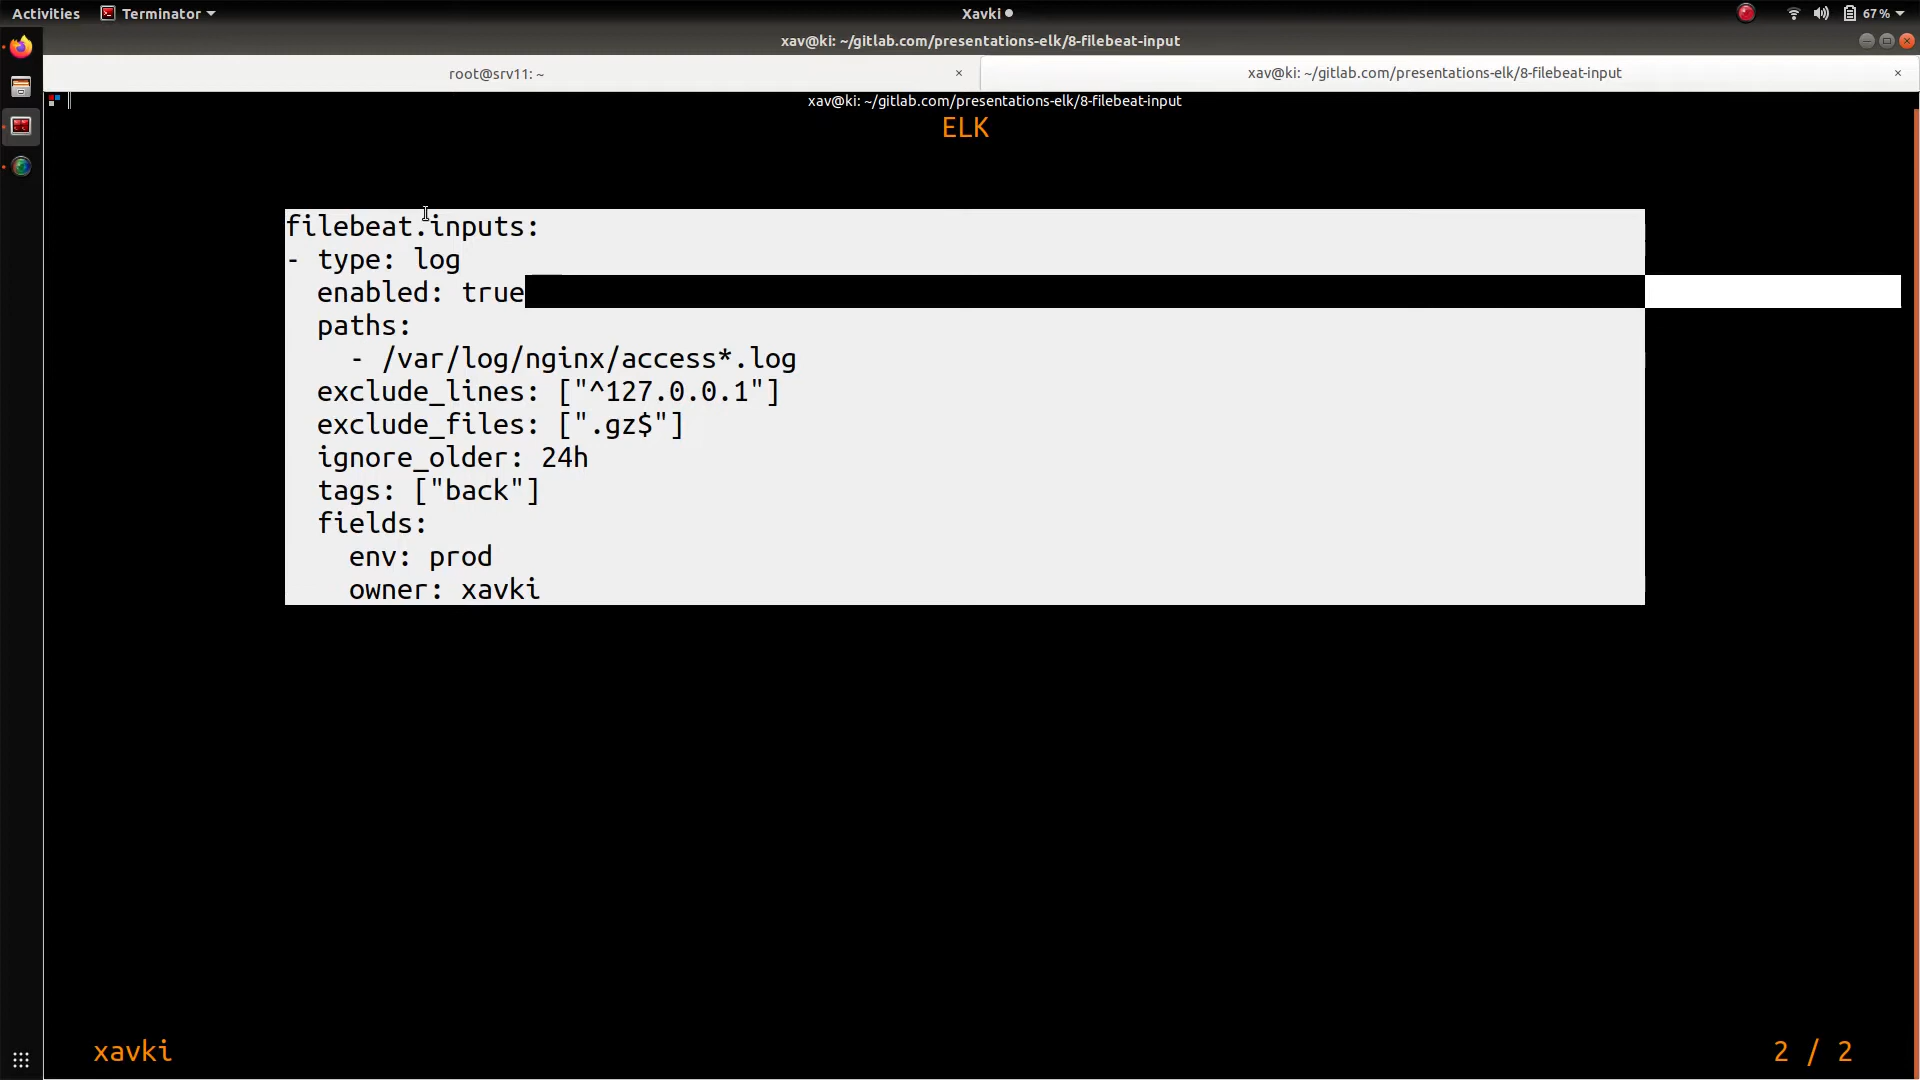 Activities Terminator Xavki 67 %
xav@ki: ~/gitlab.com/presentations-elk/8-filebeat-input
root@srv11: ~ × xav@ki: ~/gitlab.com/presentations-elk/8-filebeat-input ×
xav@ki: ~/gitlab.com/presentations-elk/8-filebeat-input
ELK
filebeat.inputs:
- type: log
  enabled: true
  paths:
    - /var/log/nginx/access*.log
  exclude_lines: ["^127.0.0.1"]
  exclude_files: [".gz$"]
  ignore_older: 24h
  tags: ["back"]
  fields:
    env: prod
    owner: xavki
xavki 2 / 2